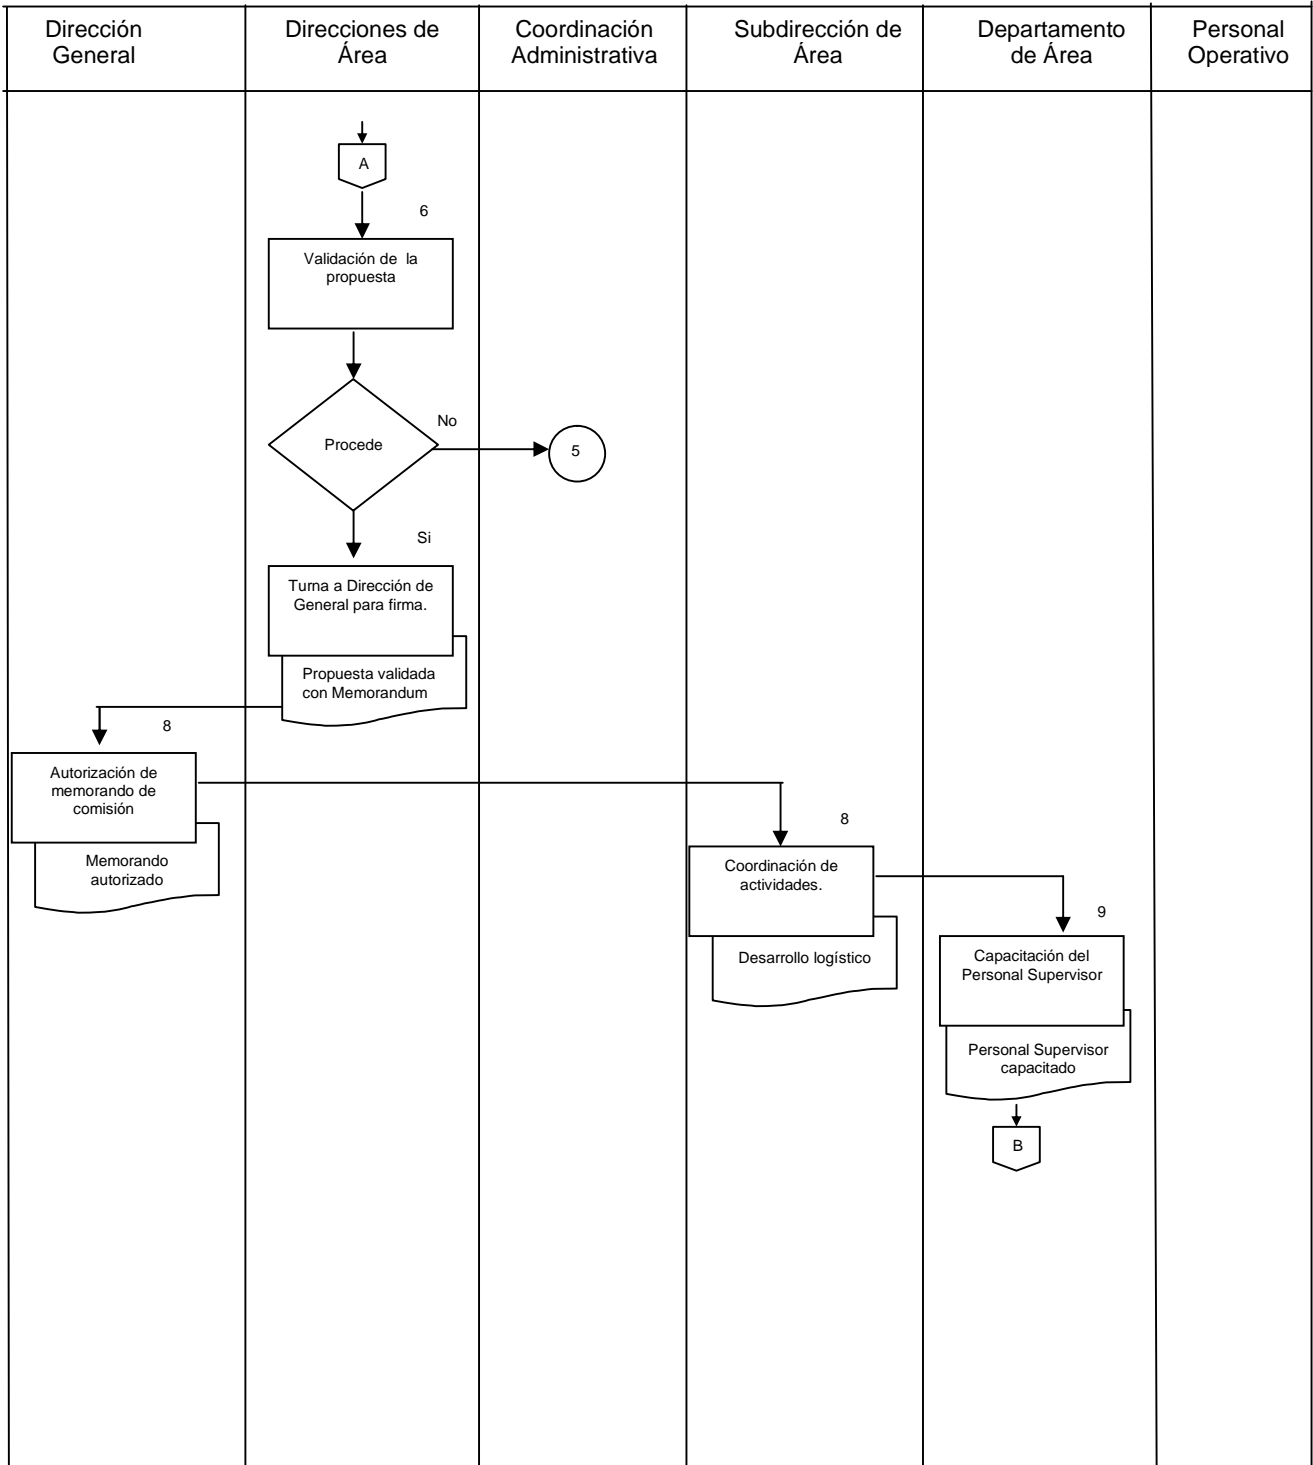 Dirección
General
Direcciones de
Área
Coordinación
Administrativa
Subdirección de
Área
Departamento
de Área
Personal
Operativo
A
6
Validación de la
propuesta
Procede
No
5
Si
Turna a Dirección de
General para firma.
Propuesta validada
con Memorandum
8
Autorización de
memorando de
comisión
Memorando
autorizado
8
Coordinación de
actividades.
Desarrollo logístico
9
Capacitación del
Personal Supervisor
Personal Supervisor
capacitado
B